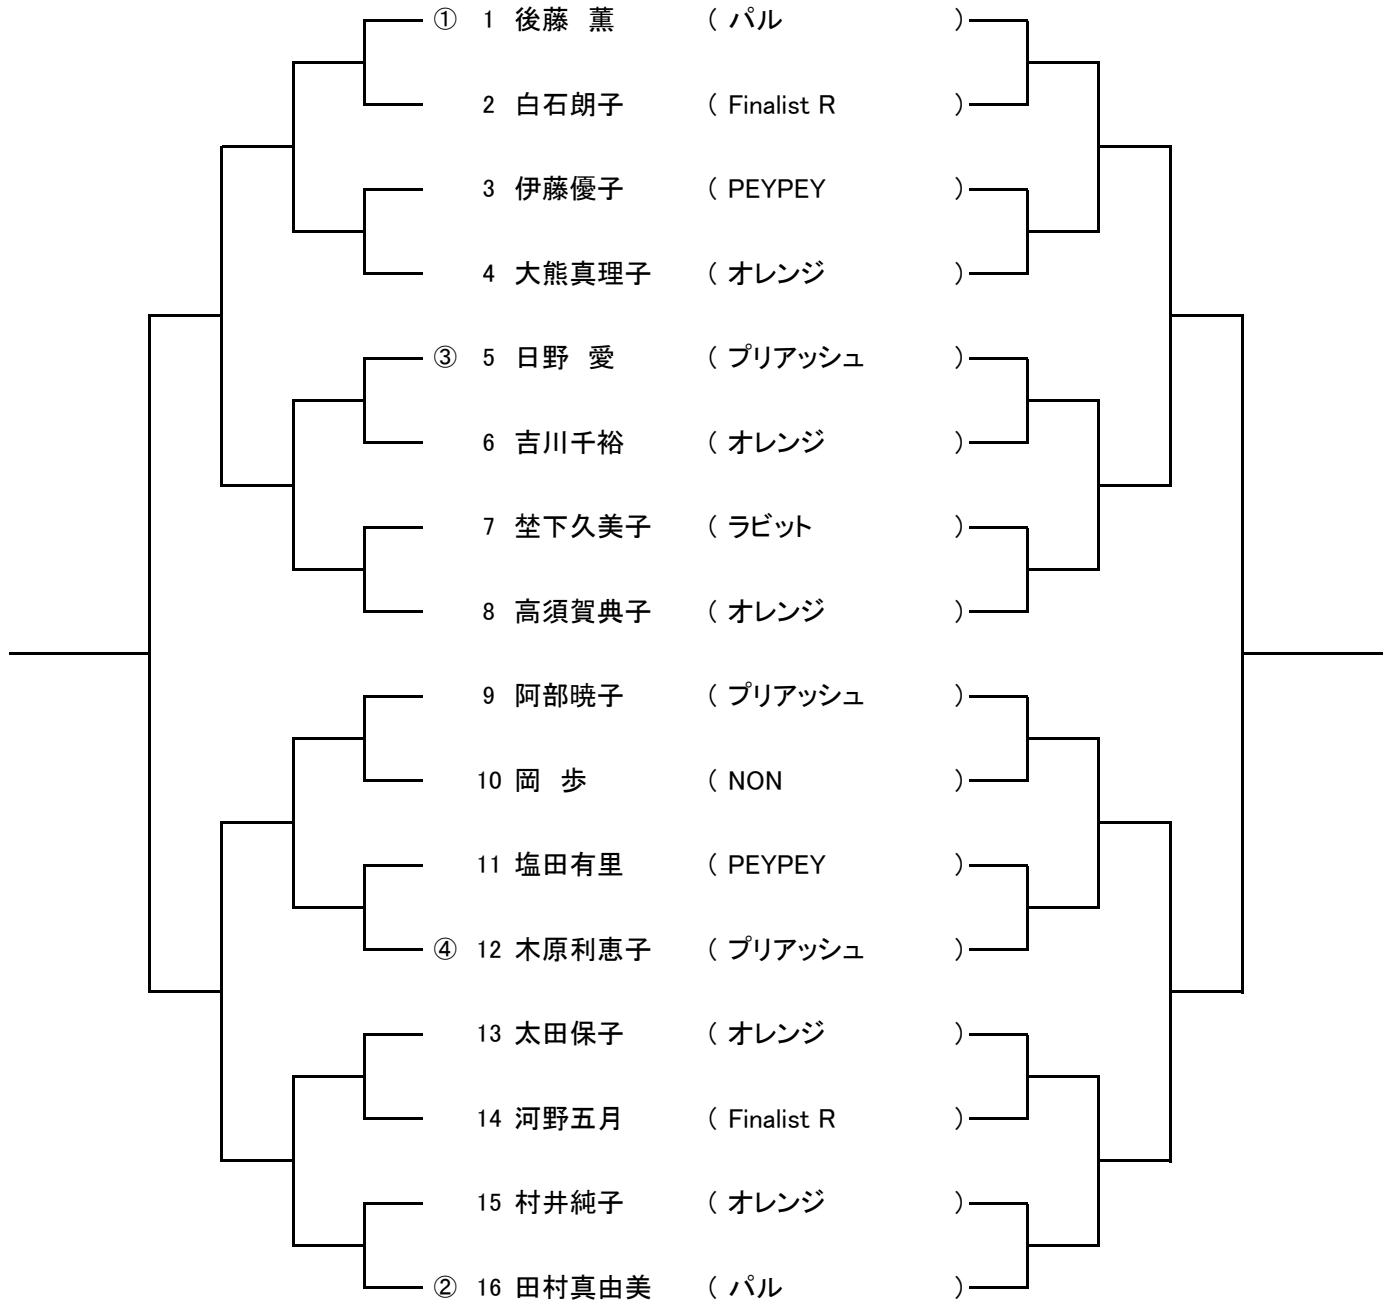 ① 1 後藤 薫 ( パル )
2 白石朗子 ( Finalist R )
3 伊藤優子 ( PEYPEY )
4 大熊真理子 ( オレンジ )
③ 5 日野 愛 ( プリアッシュ )
6 吉川千裕 ( オレンジ )
7 埜下久美子 ( ラビット )
8 高須賀典子 ( オレンジ )
9 阿部暁子 ( プリアッシュ )
10 岡 歩 ( NON )
11 塩田有里 ( PEYPEY )
④ 12 木原利恵子 ( プリアッシュ )
13 太田保子 ( オレンジ )
14 河野五月 ( Finalist R )
15 村井純子 ( オレンジ )
② 16 田村真由美 ( パル )